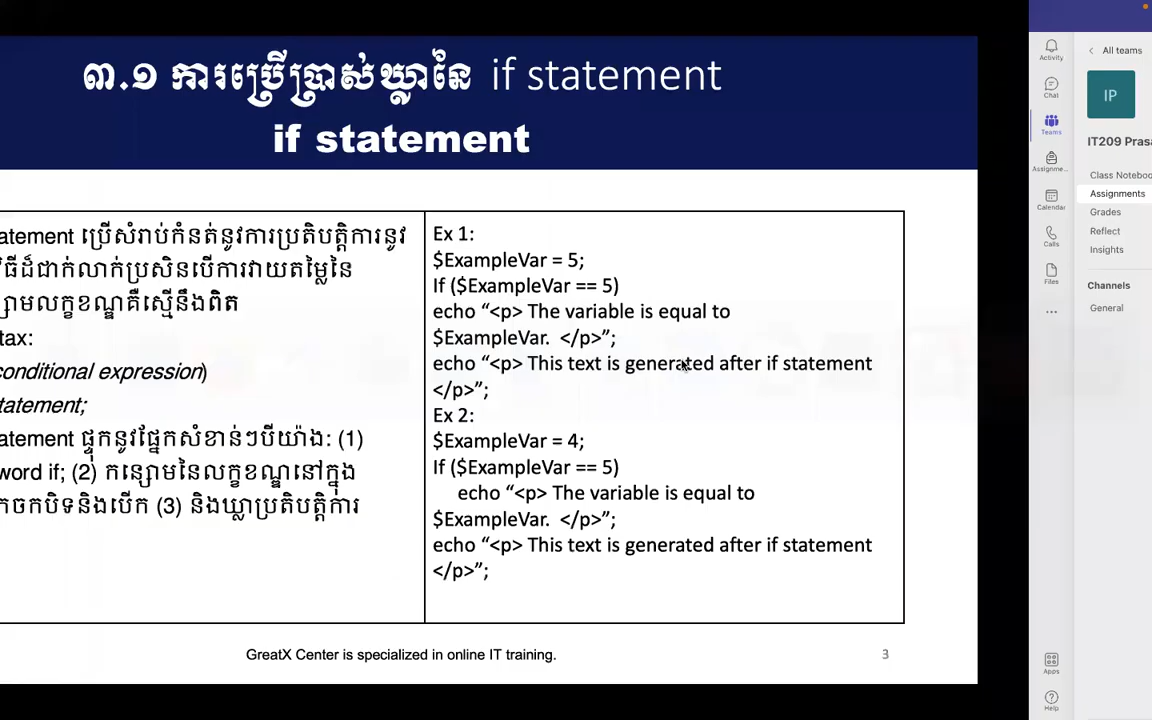 ៣.១ ការប្រើប្រាស់ឃ្លានៃ if statement
if statement
atement ប្រើសំរាប់កំនត់នូវការប្រតិបត្តិការនូវ
វិធីដ៏ជាក់លាក់ប្រសិនបើការវាយតម្លៃនៃ
ន្សោមលក្ខខណ្ឌគឺស្មើនឹងពិត
tax:
conditional expression)
tatement;
atement ផ្ទុកនូវផ្នែកសំខាន់ៗបីយ៉ាង: (1)
word if; (2) កន្សោមនៃលក្ខខណ្ឌនៅក្នុង
កចកបិទនិងបើក (3) និងឃ្លាប្រតិបត្តិការ
Ex 1:
$ExampleVar = 5;
If ($ExampleVar == 5)
echo “<p> The variable is equal to
$ExampleVar. </p>”;
echo “<p> This text is generated after if statement
</p>”;
Ex 2:
$ExampleVar = 4;
If ($ExampleVar == 5)
echo “<p> The variable is equal to
$ExampleVar. </p>”;
echo “<p> This text is generated after if statement
</p>”;
GreatX Center is specialized in online IT training.
3
Activity
Chat
Teams
Assignme...
Calendar
Calls
Files
...
Apps
Help
All teams
IP
IT209 Prasa
Class Notebo
Assignments
Grades
Reflect
Insights
Channels
General